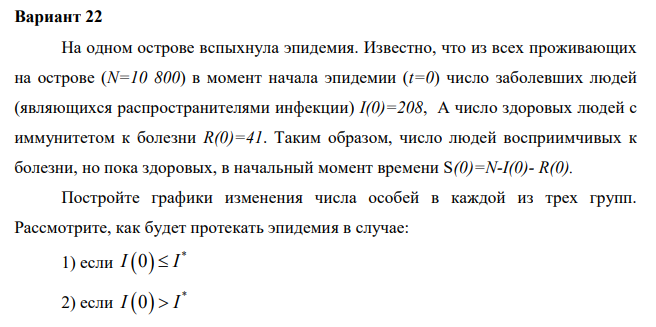 Вариант 22
На одном острове вспыхнула эпидемия. Известно, что из всех проживающих
на острове (N=10 800) в момент начала эпидемии (t=0) число заболевших людей
(являющихся распространителями инфекции) I(0)=208, А число здоровых людей с
иммунитетом к болезни R(0)=41. Таким образом, число людей восприимчивых к
болезни, но пока здоровых, в начальный момент времени S(0)=N-I(0)- R(0).
Постройте графики изменения числа особей в каждой из трех групп.
Рассмотрите, как будет протекать эпидемия в случае:
1) если I(0) ≤ I*
2) если I(0) > I*